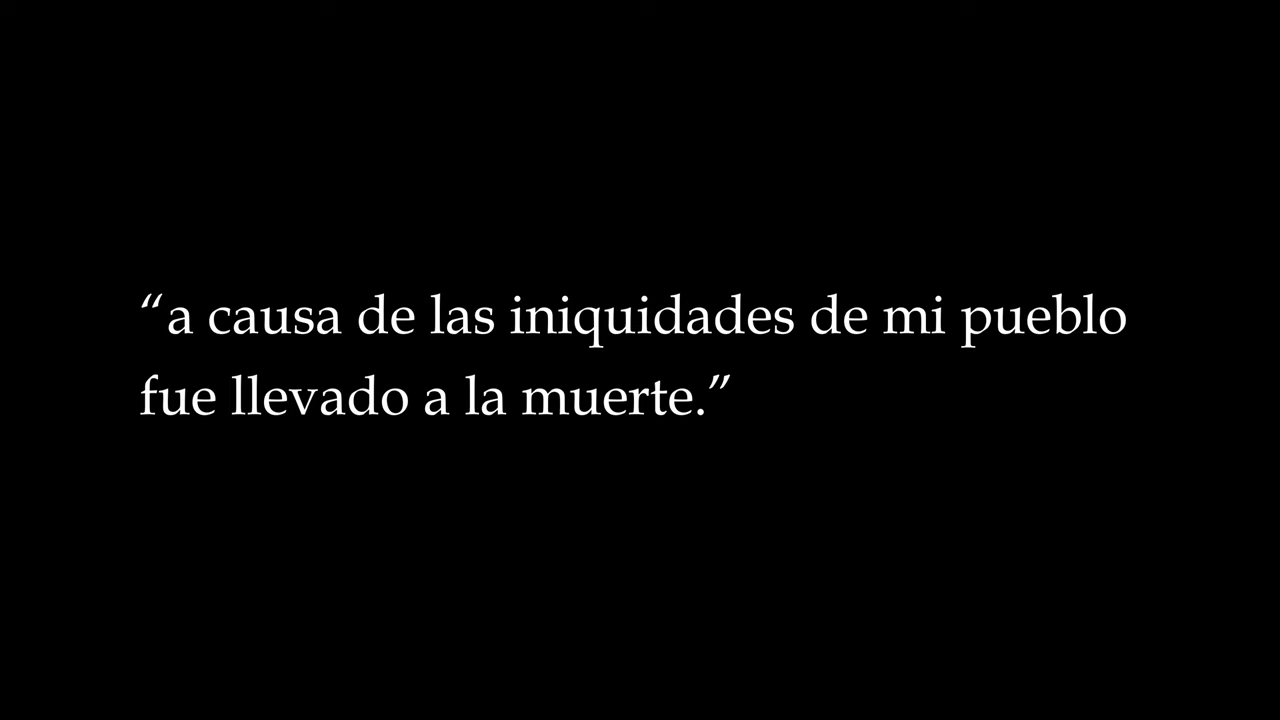 “a causa de las iniquidades de mi pueblo
fue llevado a la muerte.”